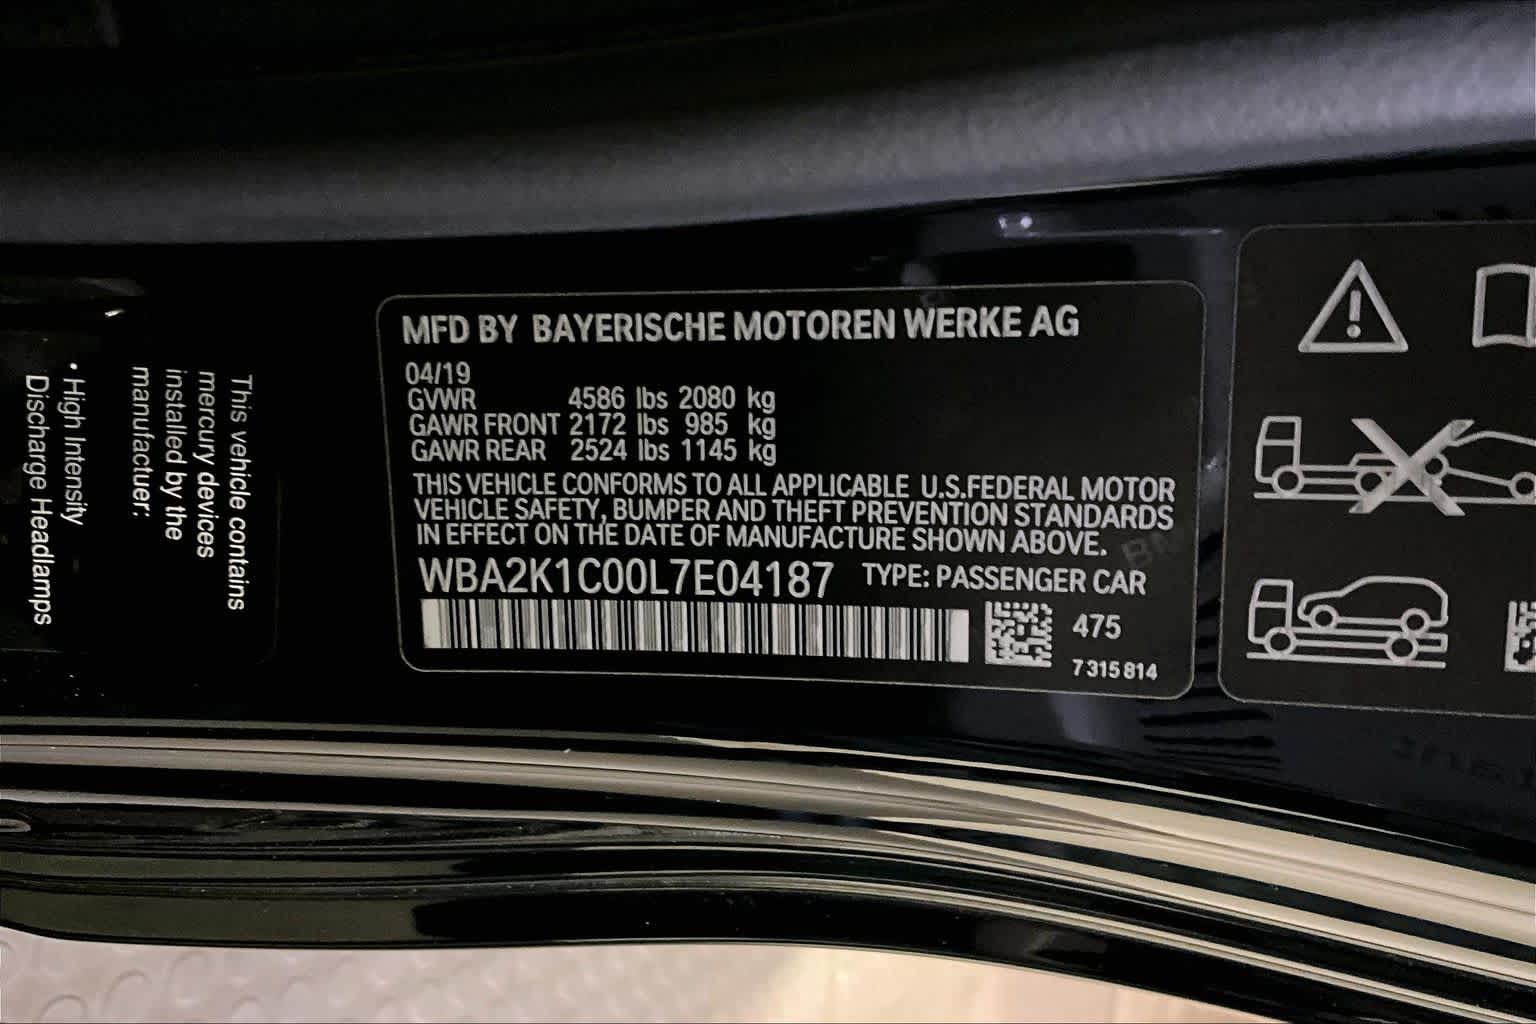 This vehicle contains
mercury devices
installed by the
manufactuer:
• High Intensity
Discharge Headlamps
MFD BY BAYERISCHE MOTOREN WERKE AG
04/19
GVWR 4586 lbs 2080 kg
GAWR FRONT 2172 lbs 985 kg
GAWR REAR 2524 lbs 1145 kg
THIS VEHICLE CONFORMS TO ALL APPLICABLE U.S.FEDERAL MOTOR
VEHICLE SAFETY, BUMPER AND THEFT PREVENTION STANDARDS
IN EFFECT ON THE DATE OF MANUFACTURE SHOWN ABOVE.
WBA2K1C00L7E04187 TYPE: PASSENGER CAR
475
7 315 814